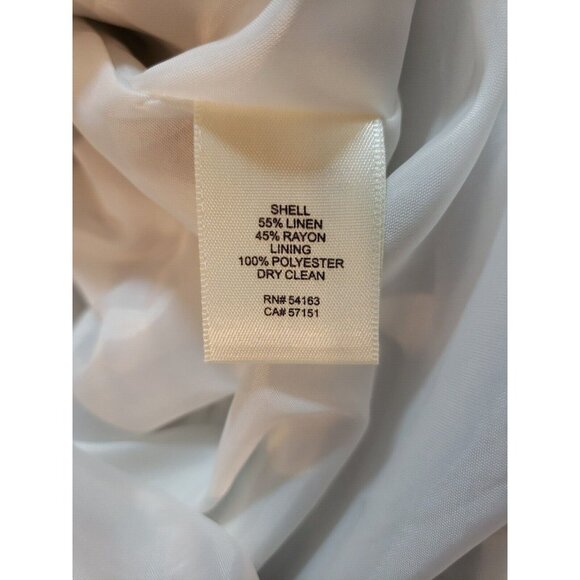 SHELL
55% LINEN
45% RAYON
LINING
100% POLYESTER
DRY CLEAN
RN# 54163
CA# 57151